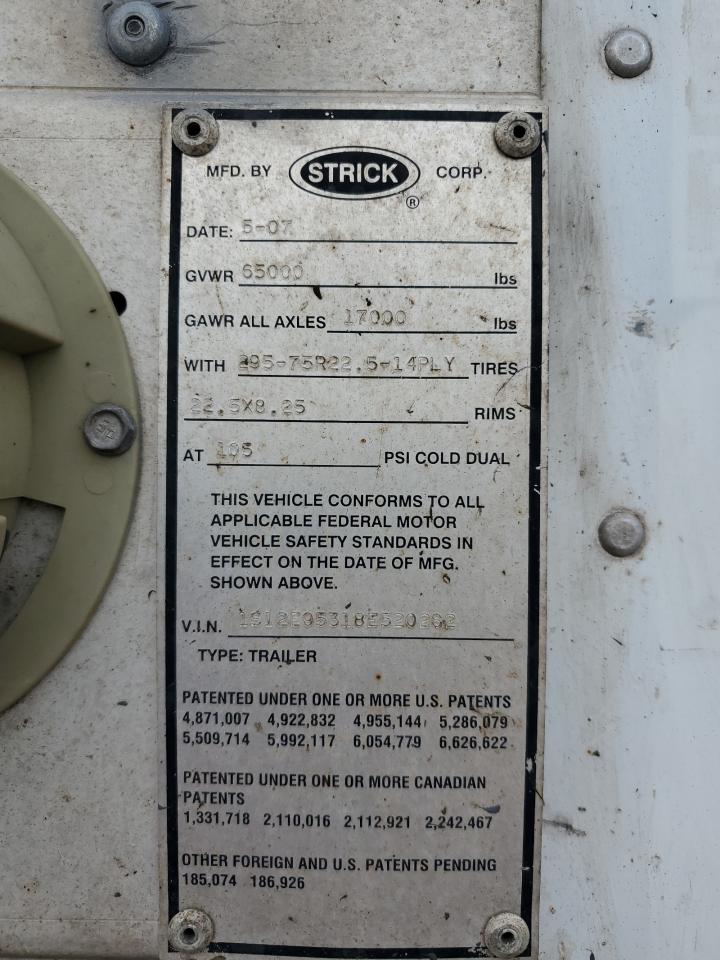 MFD. BY STRICK CORP.
®
DATE: 5-07
GVWR 65000 lbs
GAWR ALL AXLES 17000 lbs
WITH 295-75R22.5-14PLY TIRES
22.5X8.25 RIMS
AT 105 PSI COLD DUAL
THIS VEHICLE CONFORMS TO ALL
APPLICABLE FEDERAL MOTOR
VEHICLE SAFETY STANDARDS IN
EFFECT ON THE DATE OF MFG.
SHOWN ABOVE.
V.I.N. 1S12E95318E520282
TYPE: TRAILER
PATENTED UNDER ONE OR MORE U.S. PATENTS
4,871,007 4,922,832 4,955,144 5,286,079
5,509,714 5,992,117 6,054,779 6,626,622
PATENTED UNDER ONE OR MORE CANADIAN
PATENTS
1,331,718 2,110,016 2,112,921 2,242,467
OTHER FOREIGN AND U.S. PATENTS PENDING
185,074 186,926